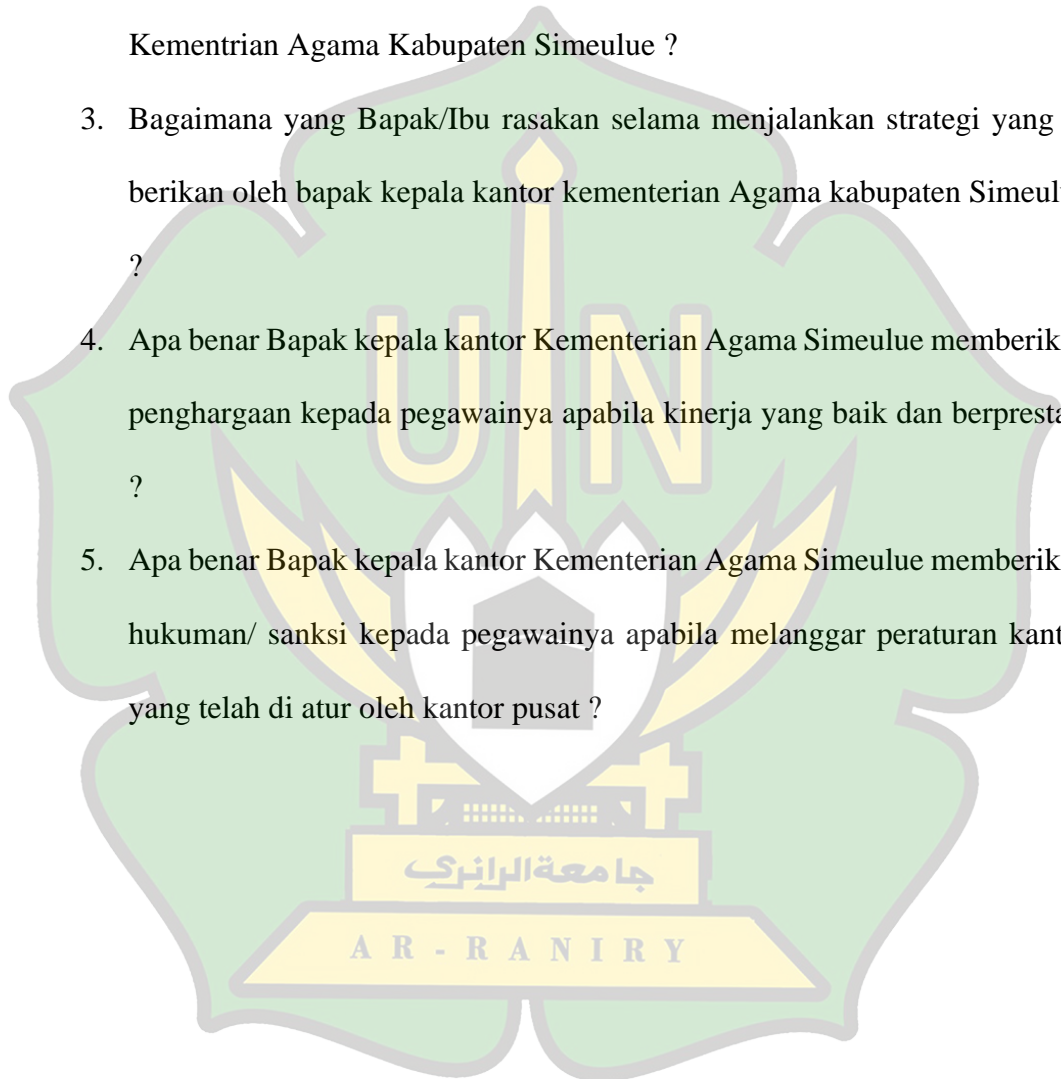 Kementrian Agama Kabupaten Simeulue ?
3. Bagaimana yang Bapak/Ibu rasakan selama menjalankan strategi yang
berikan oleh bapak kepala kantor kementerian Agama kabupaten Simeul
?
4. Apa benar Bapak kepala kantor Kementerian Agama Simeulue memberik
penghargaan kepada pegawainya apabila kinerja yang baik dan berpresta
?
5. Apa benar Bapak kepala kantor Kementerian Agama Simeulue memberik
hukuman/ sanksi kepada pegawainya apabila melanggar peraturan kant
yang telah di atur oleh kantor pusat ?
UIN
جامعةالرانري
AR-RANIRY